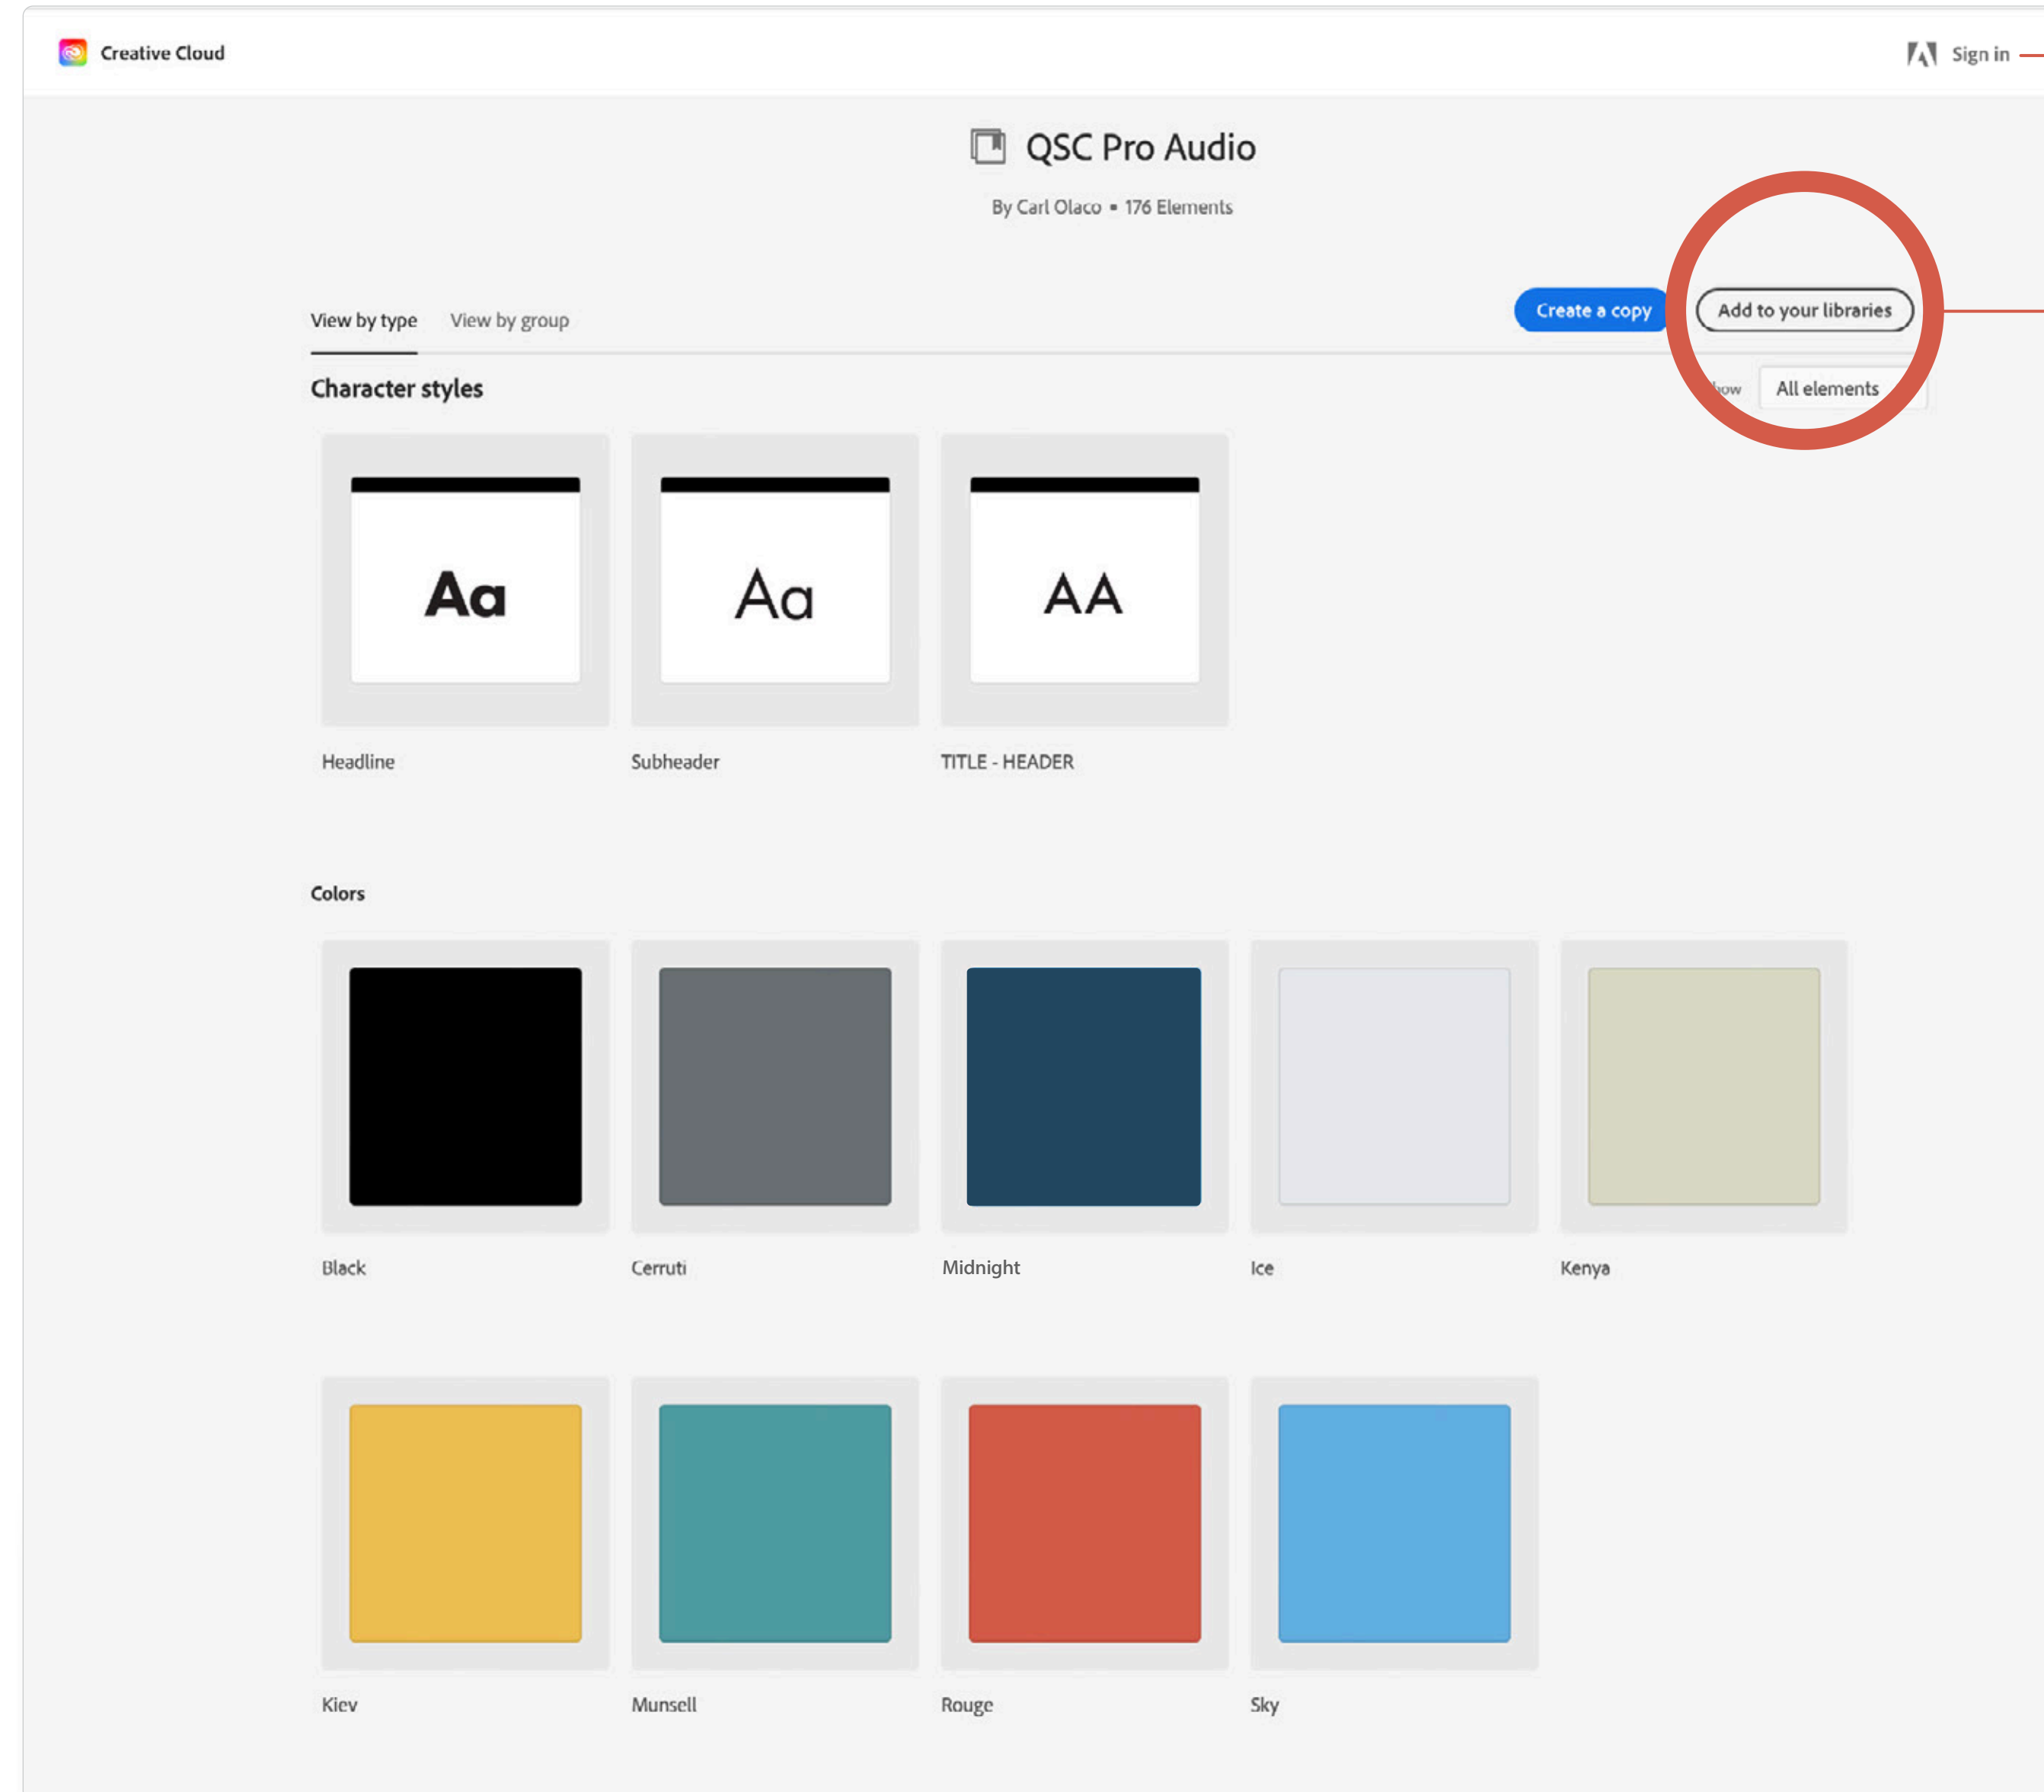 Creative Cloud
Sign in
QSC Pro Audio
By Carl Olaco ▪ 176 Elements
View by type
View by group
Create a copy
Add to your libraries
Character styles
All elements
Aa
Aa
AA
Headline
Subheader
TITLE - HEADER
Colors
Black
Cerruti
Midnight
Ice
Kenya
Kiev
Munsell
Rouge
Sky